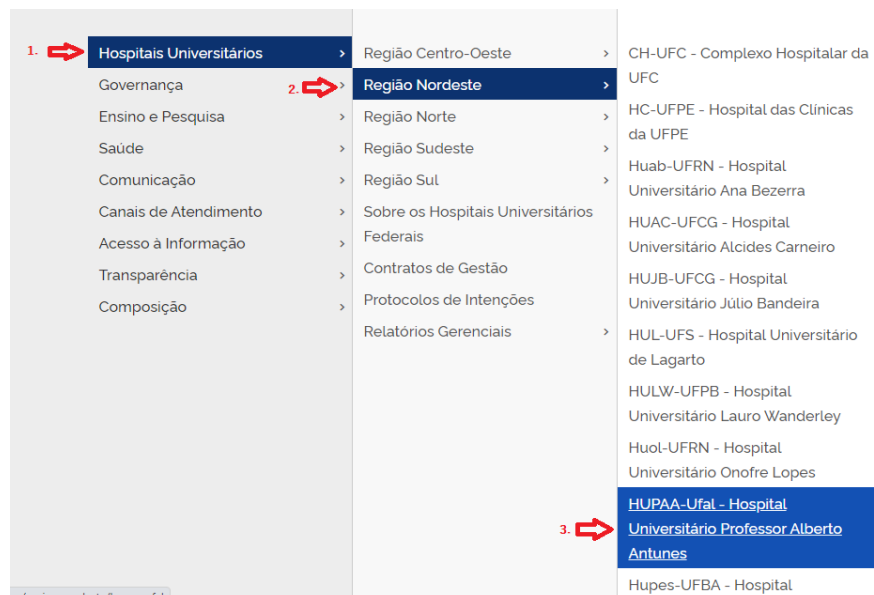 1.
Hospitais Universitários
Governança
Ensino e Pesquisa
Saúde
Comunicação
Canais de Atendimento
Acesso à Informação
Transparência
Composição
2.
Região Centro-Oeste
Região Nordeste
Região Norte
Região Sudeste
Região Sul
Sobre os Hospitais Universitários
Federais
Contratos de Gestão
Protocolos de Intenções
Relatórios Gerenciais
CH-UFC - Complexo Hospitalar da
UFC
HC-UFPE - Hospital das Clínicas
da UFPE
Huab-UFRN - Hospital
Universitário Ana Bezerra
HUAC-UFCG - Hospital
Universitário Alcides Carneiro
HUJB-UFCG - Hospital
Universitário Júlio Bandeira
HUL-UFS - Hospital Universitário
de Lagarto
HULW-UFPB - Hospital
Universitário Lauro Wanderley
Huol-UFRN - Hospital
Universitário Onofre Lopes
3.
HUPAA-Ufal - Hospital
Universitário Professor Alberto
Antunes
Hupes-UFBA - Hospital